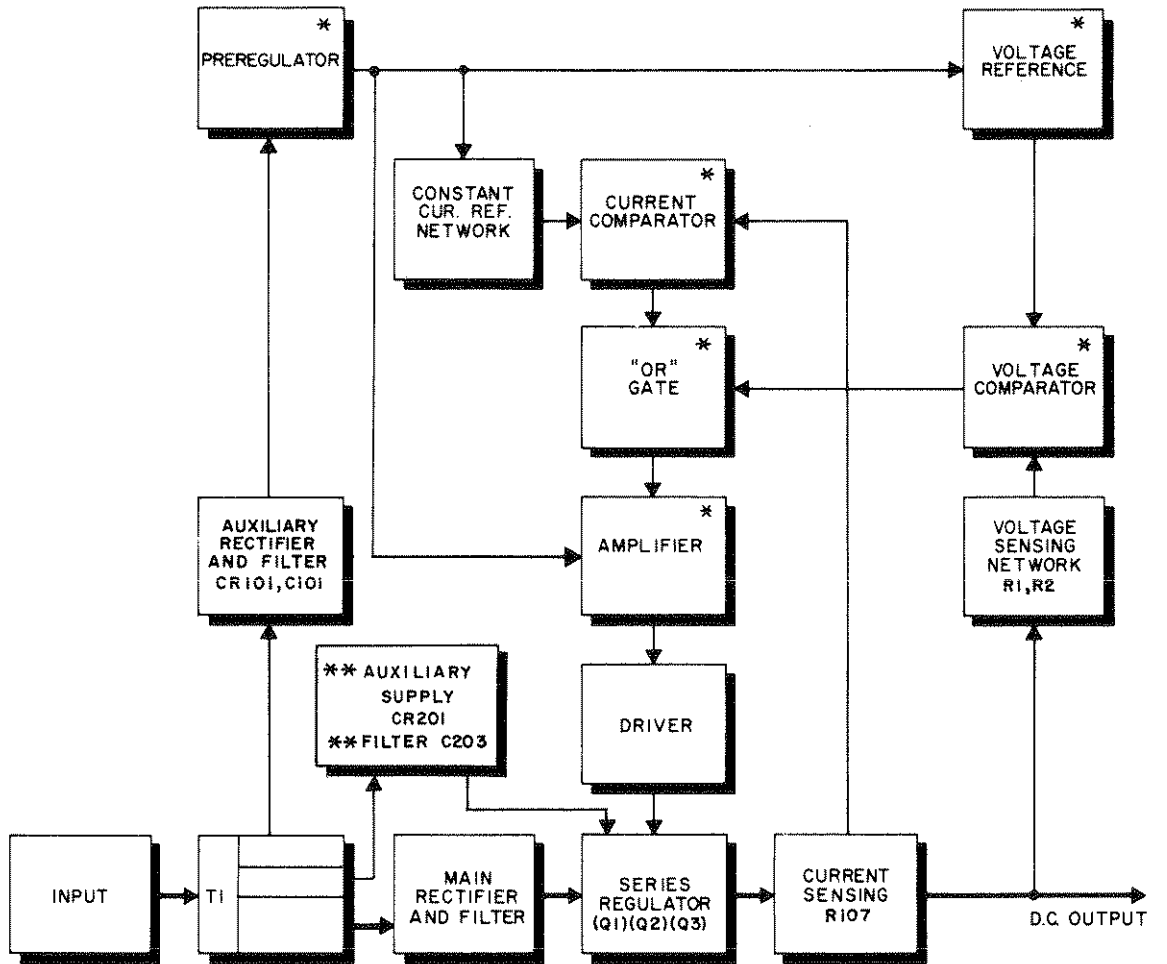 *
PREREGULATOR
*
VOLTAGE
REFERENCE
CONSTANT
CUR. REF.
NETWORK
*
CURRENT
COMPARATOR
*
"OR"
GATE
*
VOLTAGE
COMPARATOR
AUXILIARY
RECTIFIER
AND FILTER
CR101, C101
*
AMPLIFIER
VOLTAGE
SENSING
NETWORK
R1, R2
** AUXILIARY
SUPPLY
CR201
** FILTER C203
DRIVER
INPUT
T1
MAIN
RECTIFIER
AND FILTER
SERIES
REGULATOR
(Q1)(Q2)(Q3)
CURRENT
SENSING
R107
D.C. OUTPUT